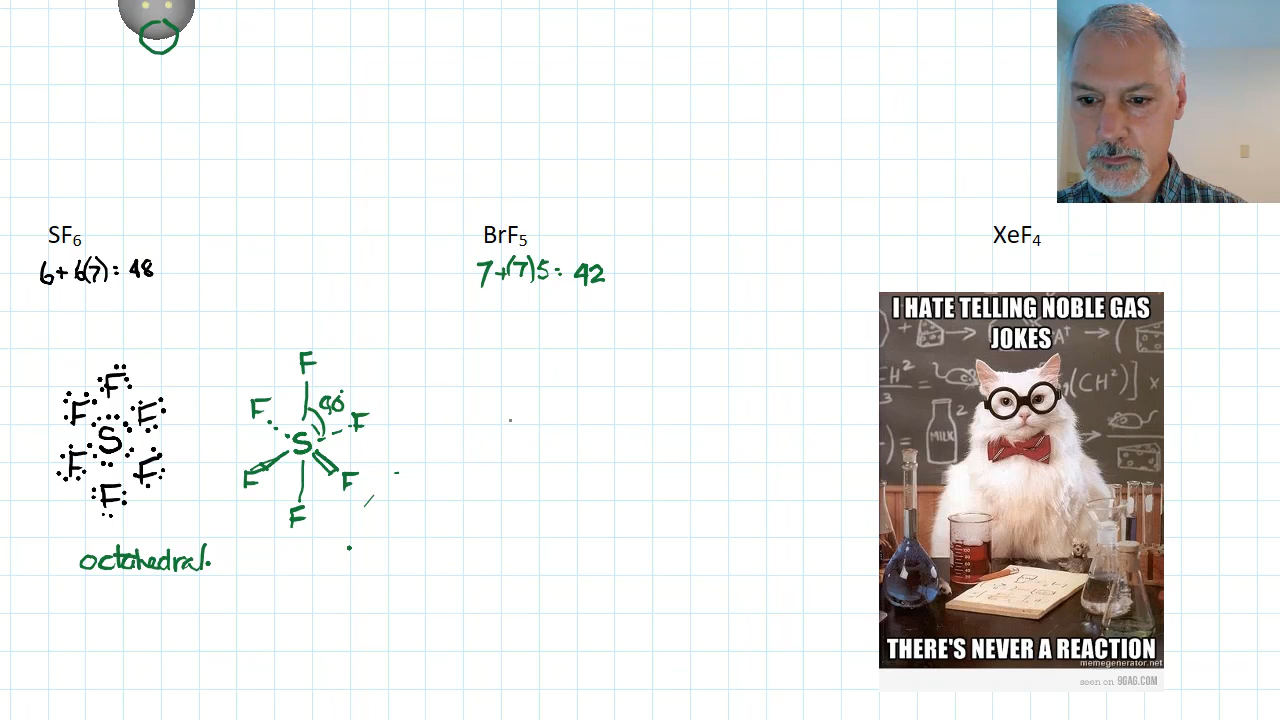 SF₆
6+6(7)=48
F
F F
S
F F
F
F
90°
F F
S
F F
F
octahedral.
BrF₅
7+(7)5=42
XeF₄
I HATE TELLING NOBLE GAS
JOKES
MILK
THERE'S NEVER A REACTION
memegenerator.net
seen on 9GAG.COM